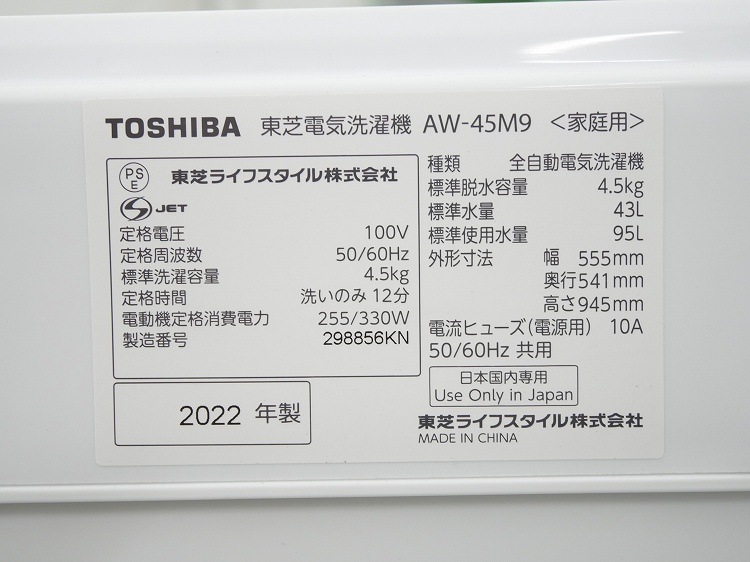 TOSHIBA 東芝電気洗濯機 AW-45M9 <家庭用>
PS
E
東芝ライフスタイル株式会社
S JET
定格電圧 100V
定格周波数 50/60Hz
標準洗濯容量 4.5kg
定格時間 洗いのみ 12分
電動機定格消費電力 255/330W
製造番号 298856KN
2022 年製
種類 全自動電気洗濯機
標準脱水容量 4.5kg
標準水量 43L
標準使用水量 95L
外形寸法 幅 555mm
奥行541mm
高さ945mm
電流ヒューズ(電源用) 10A
50/60Hz 共用
日本国内専用
Use Only in Japan
東芝ライフスタイル株式会社
MADE IN CHINA